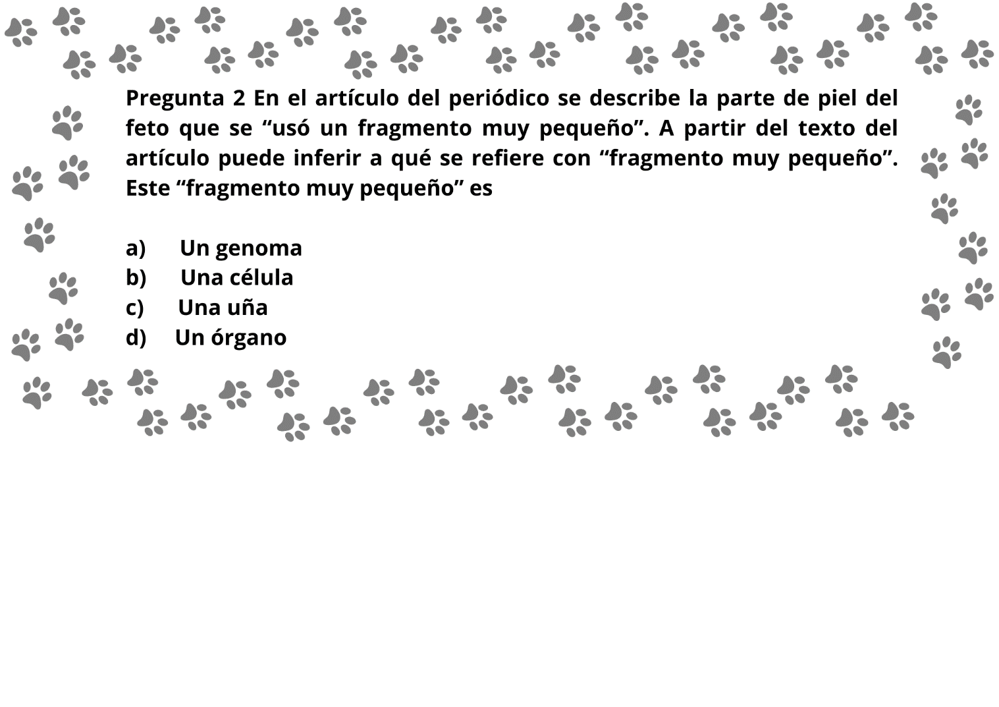 Pregunta 2 En el artículo del periódico se describe la parte de piel del
feto que se “usó un fragmento muy pequeño”. A partir del texto del
artículo puede inferir a qué se refiere con “fragmento muy pequeño”.
Este “fragmento muy pequeño” es
a) Un genoma
b) Una célula
c) Una uña
d) Un órgano